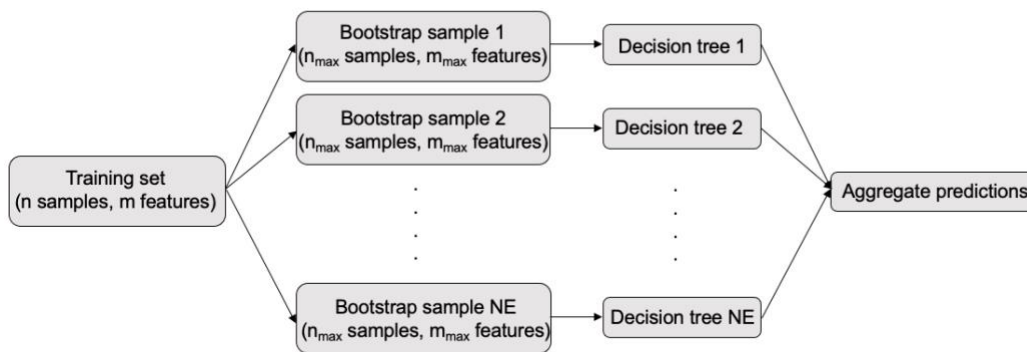 Training set
(n samples, m features)
Bootstrap sample 1
(nmax samples, mmax features)
Decision tree 1
Bootstrap sample 2
(nmax samples, mmax features)
Decision tree 2
Bootstrap sample NE
(nmax samples, mmax features)
Decision tree NE
Aggregate predictions